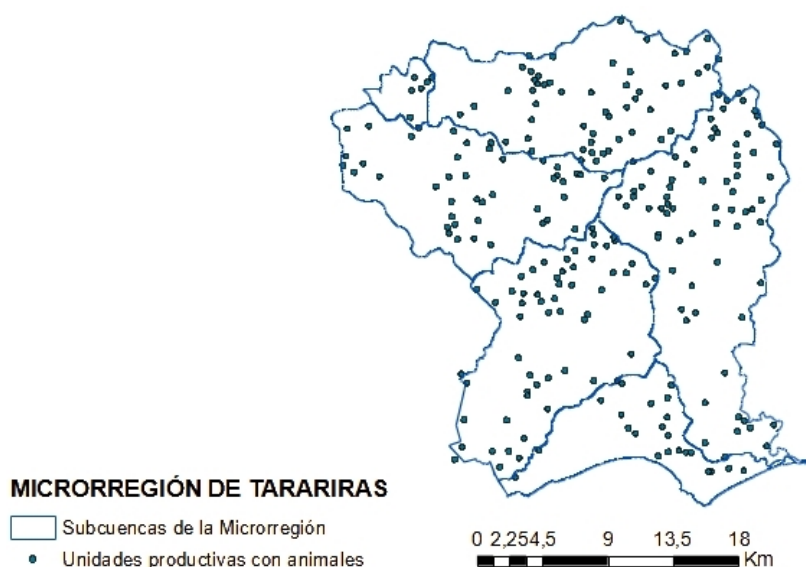 MICRORREGIÓN DE TARARIRAS
Subcuencas de la Microrregión
Unidades productivas con animales
0 2,254,5 9 13,5 18
Km